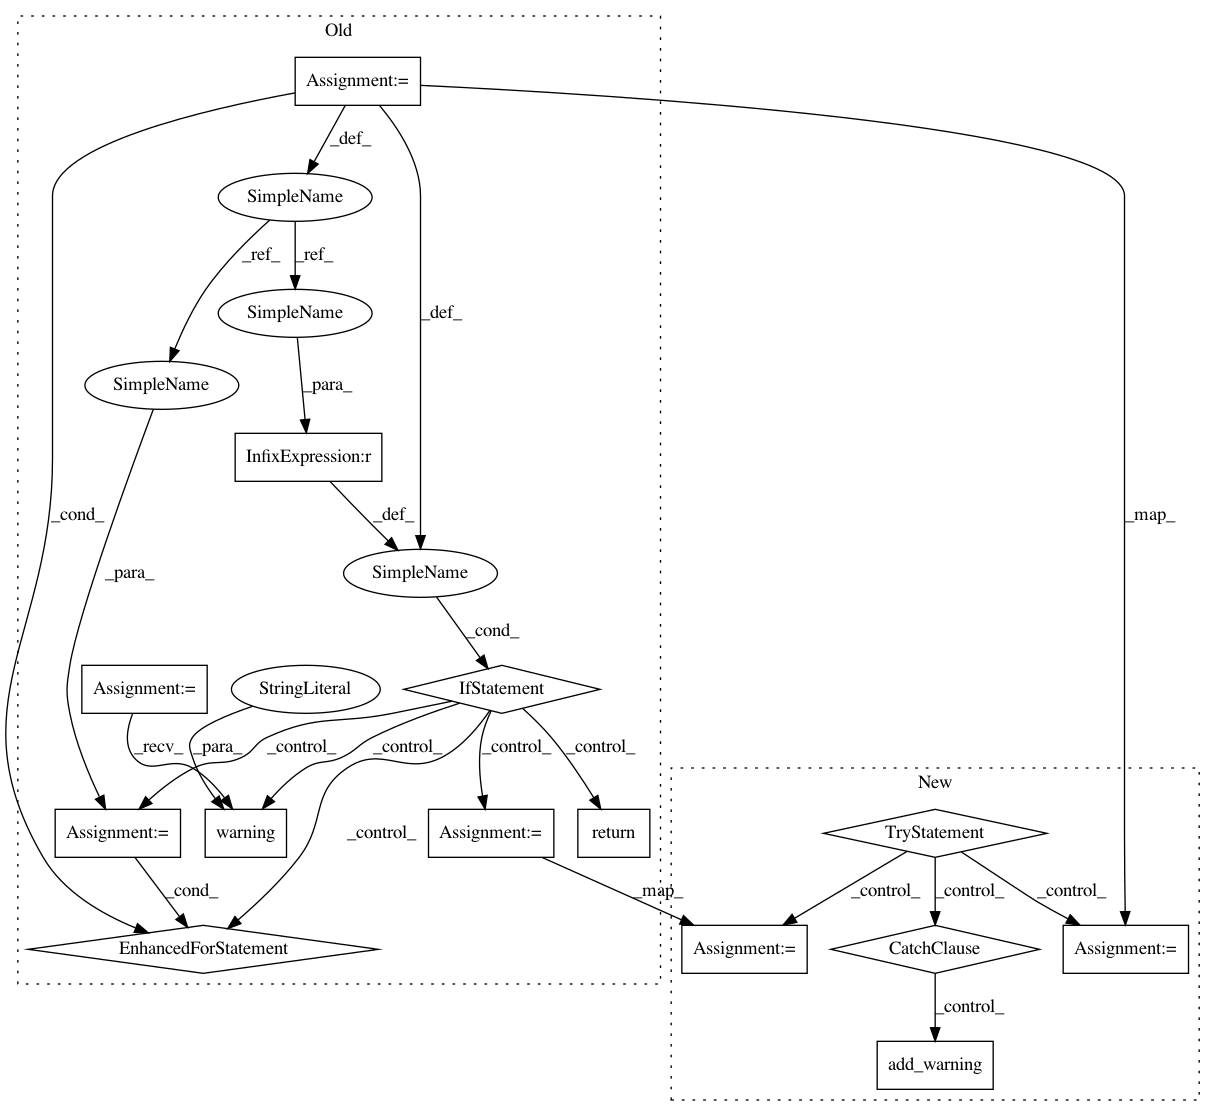 Old
Assignment:=
_def_
SimpleName
_ref_
_ref_
SimpleName
_def_
SimpleName
_para_
InfixExpression:r
_cond_
_def_
_map_
_para_
SimpleName
_cond_
Assignment:=
StringLiteral
IfStatement
_recv_
_para_
_control_
_control_
_control_
_control_
New
Assignment:=
warning
_control_
Assignment:=
return
TryStatement
_cond_
_map_
_control_
_control_
_control_
EnhancedForStatement
Assignment:=
CatchClause
Assignment:=
_control_
add_warning